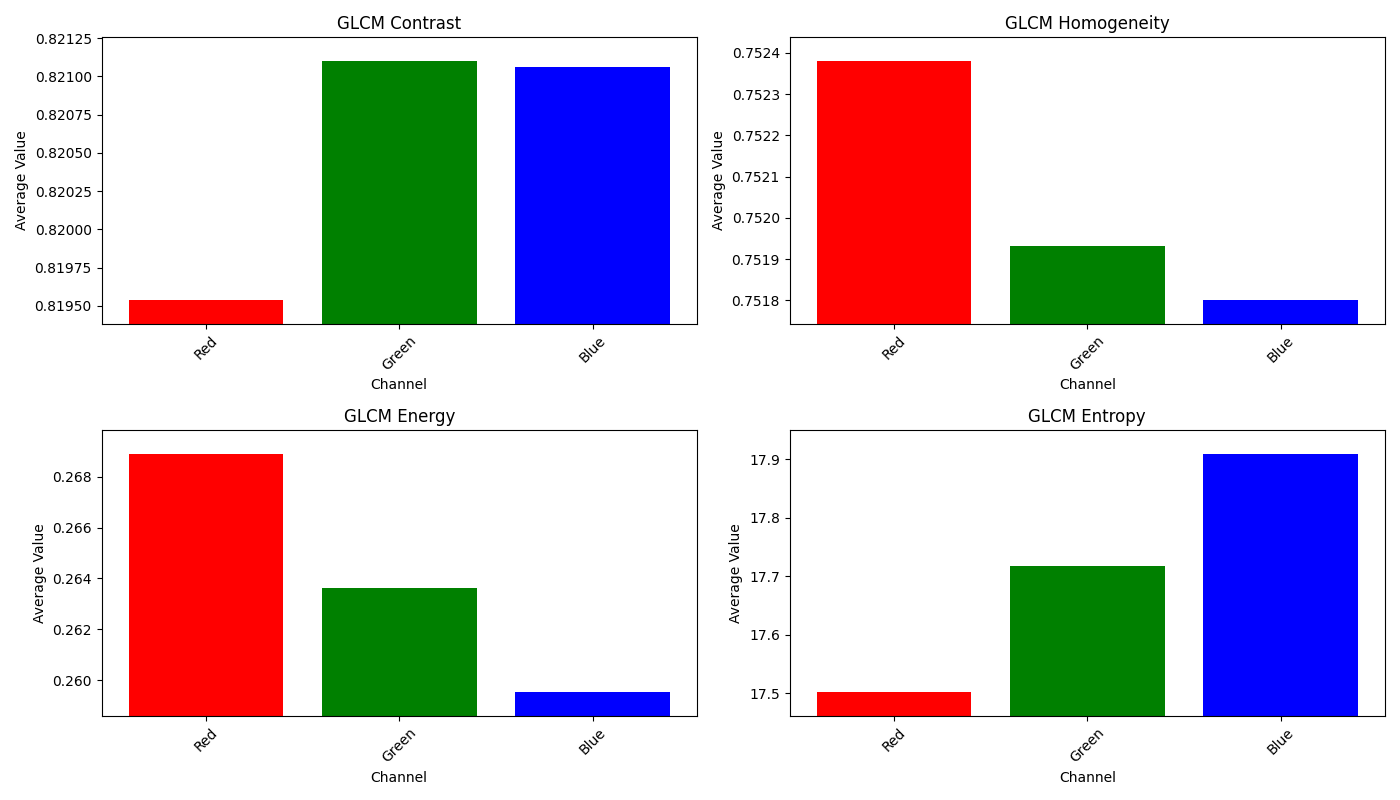 GLCM Contrast
0.82125
0.82100
0.82075
0.82050
0.82025
0.82000
0.81975
0.81950
Average Value
Red
Green
Blue
Channel
GLCM Homogeneity
0.7524
0.7523
0.7522
0.7521
0.7520
0.7519
0.7518
Average Value
Red
Green
Blue
Channel
GLCM Energy
0.268
0.266
0.264
0.262
0.260
Average Value
Red
Green
Blue
Channel
GLCM Entropy
17.9
17.8
17.7
17.6
17.5
Average Value
Red
Green
Blue
Channel